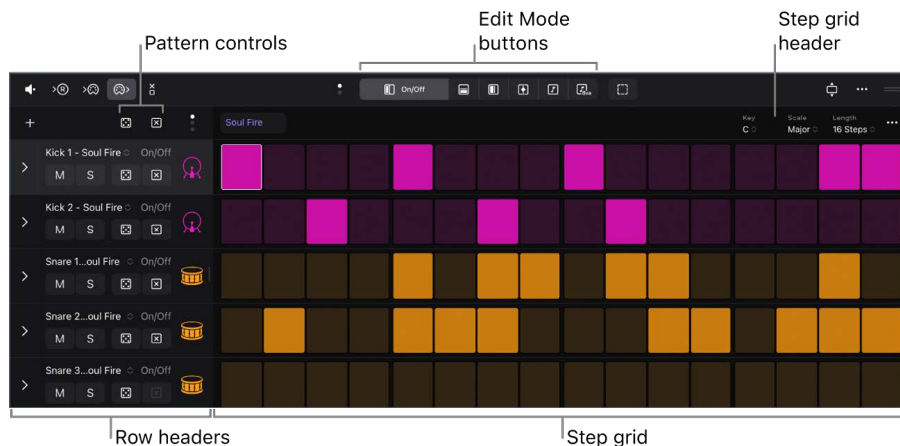 Edit Mode
buttons
Step grid
header
Pattern controls
R
On/Off
Soul Fire
Key
C
Scale
Major
Length
16 Steps
Kick 1 - Soul Fire On/Off
M S
Kick 2 - Soul Fire On/Off
M S
Snare 1...oul Fire On/Off
M S
Snare 2...oul Fire On/Off
M S
Snare 3...oul Fire On/Off
M S
Row headers
Step grid